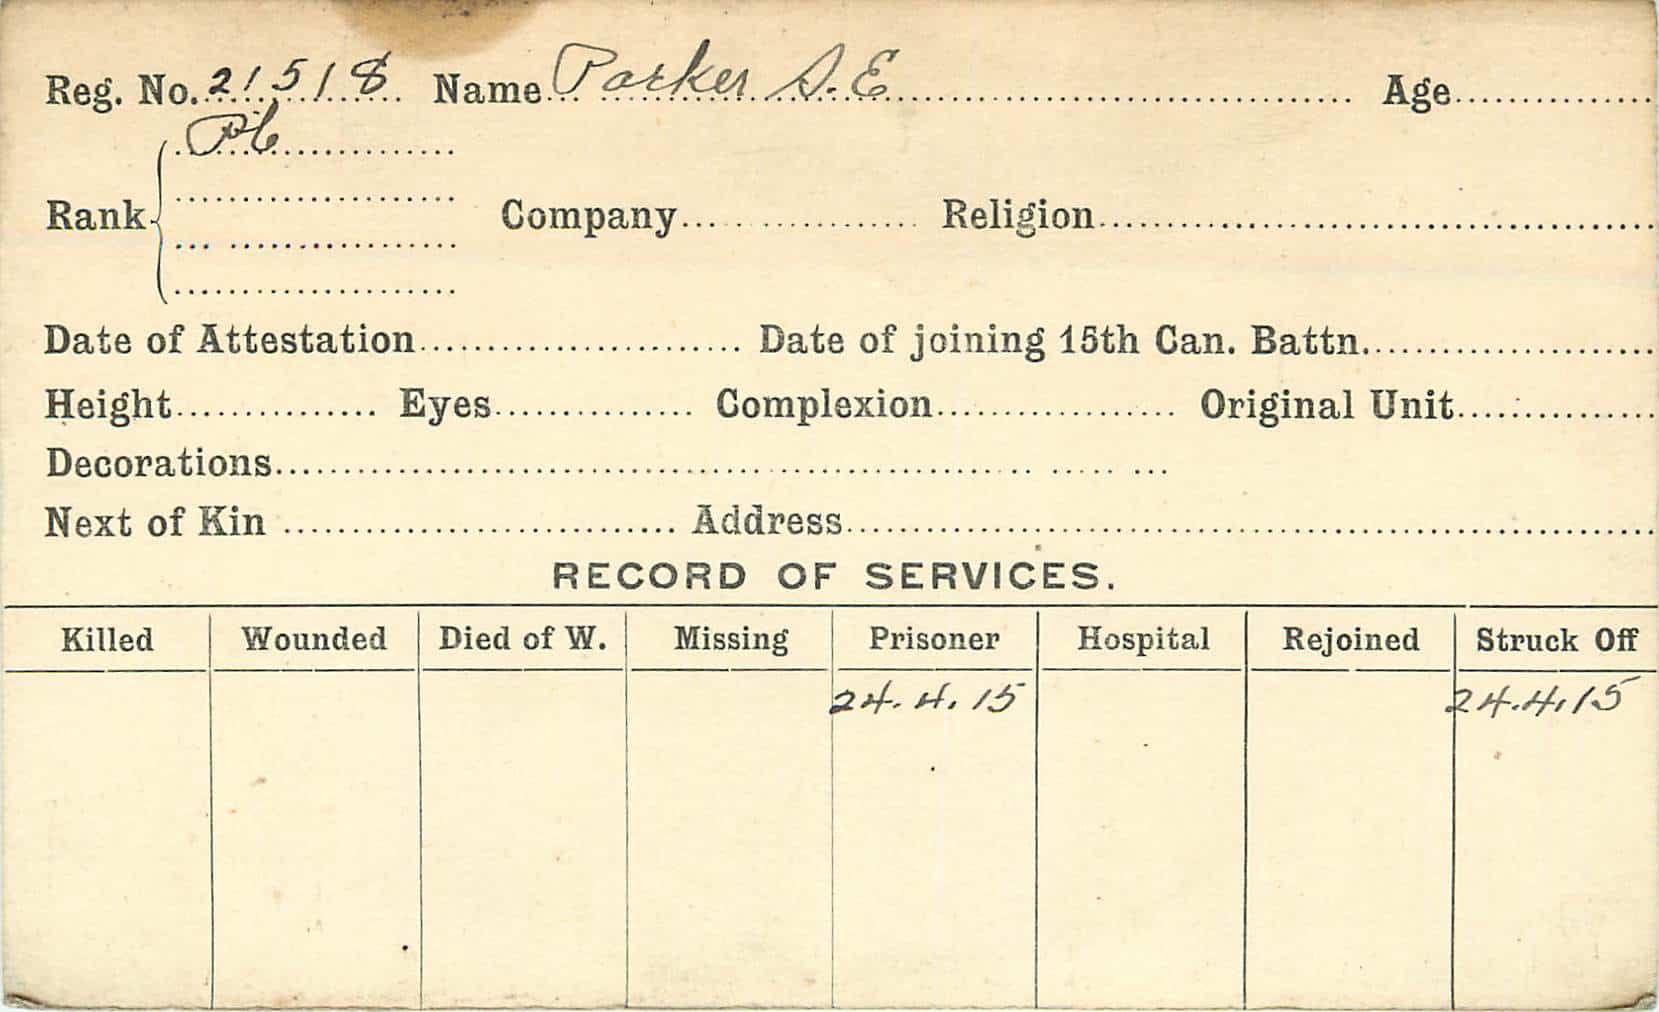 Reg. No. 21518 Name Parker A. E Age
Pte
Rank Company Religion
Date of Attestation Date of joining 15th Can. Battn.
Height Eyes Complexion Original Unit
Decorations
Next of Kin Address
RECORD OF SERVICES.
Killed Wounded Died of W. Missing Prisoner Hospital Rejoined Struck Off
24.4.15 24.4.15